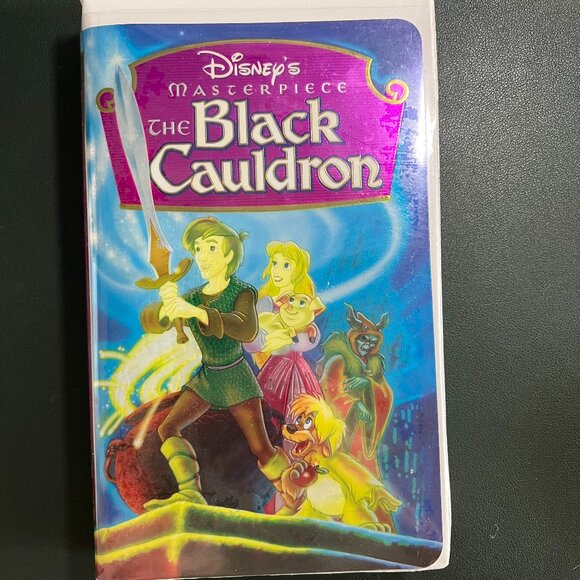 Disney's
Masterpiece
The Black
Cauldron